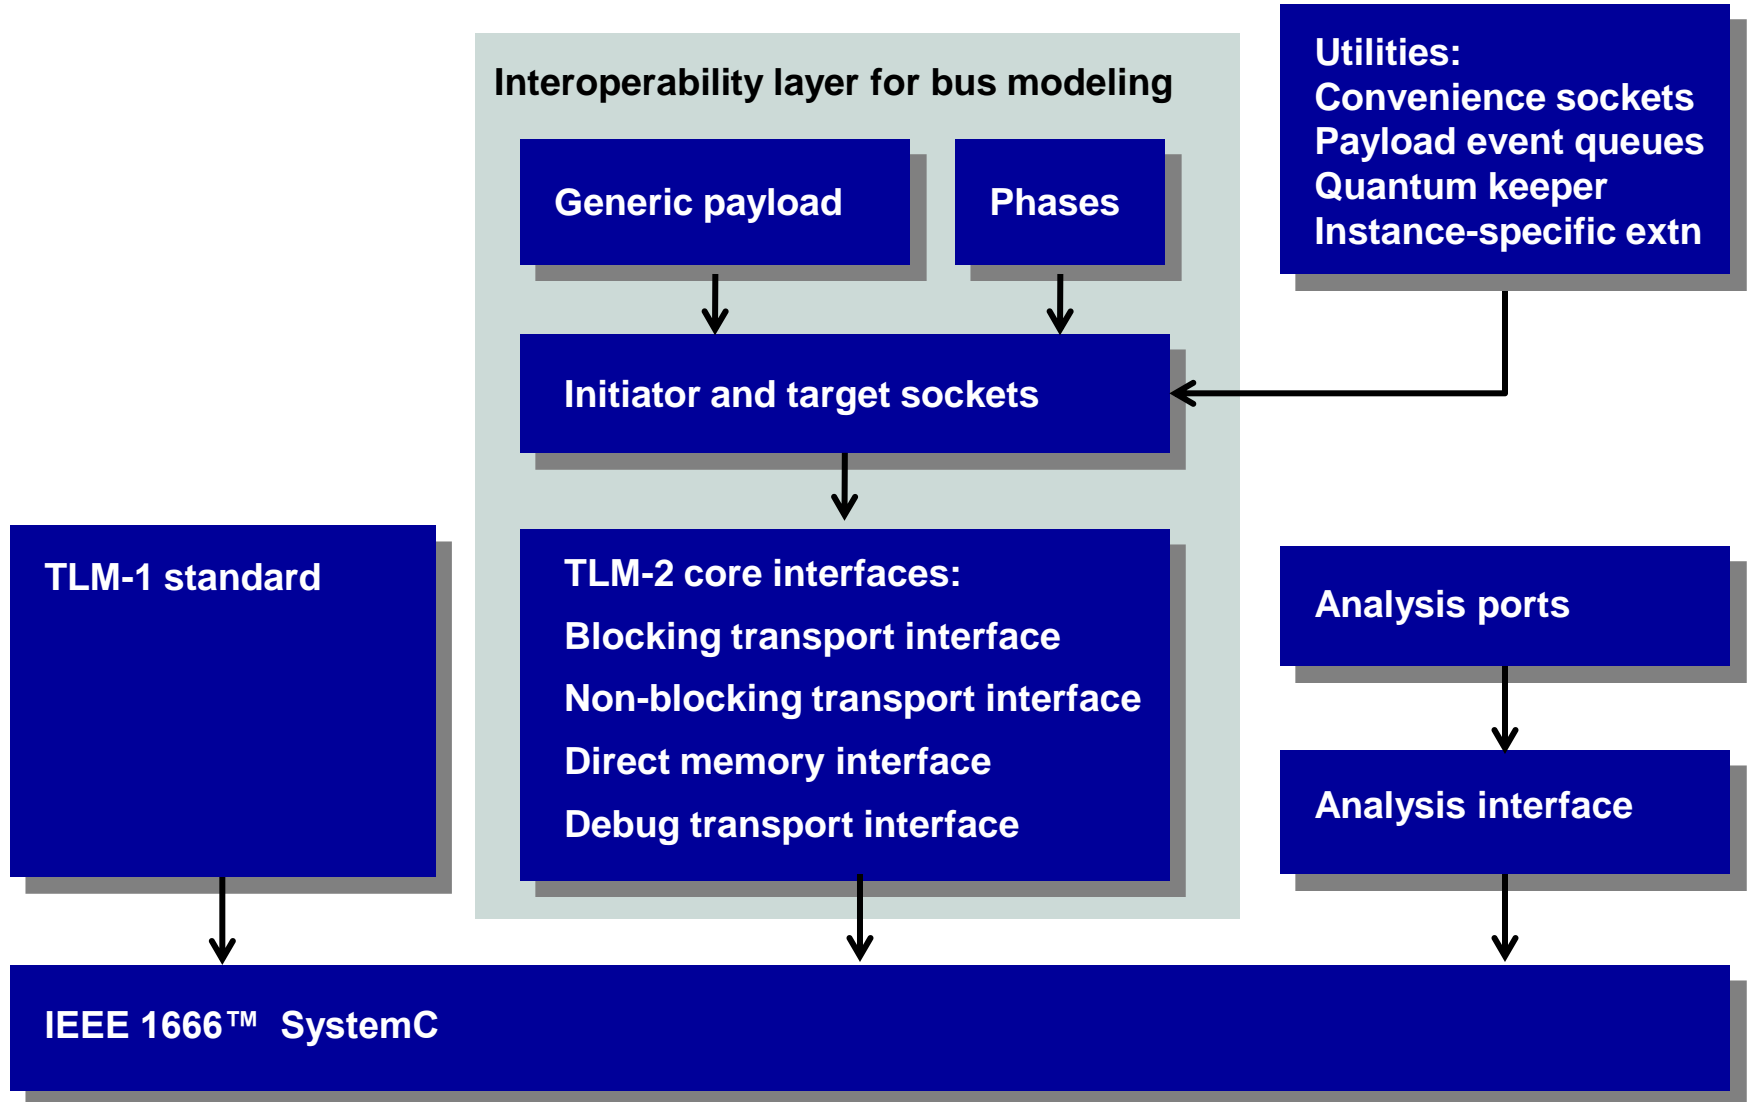 Interoperability layer for bus modeling
Generic payload
Phases
Utilities:
Convenience sockets
Payload event queues
Quantum keeper
Instance-specific extn
Initiator and target sockets
TLM-1 standard
TLM-2 core interfaces:
Blocking transport interface
Non-blocking transport interface
Direct memory interface
Debug transport interface
Analysis ports
Analysis interface
IEEE 1666™ SystemC